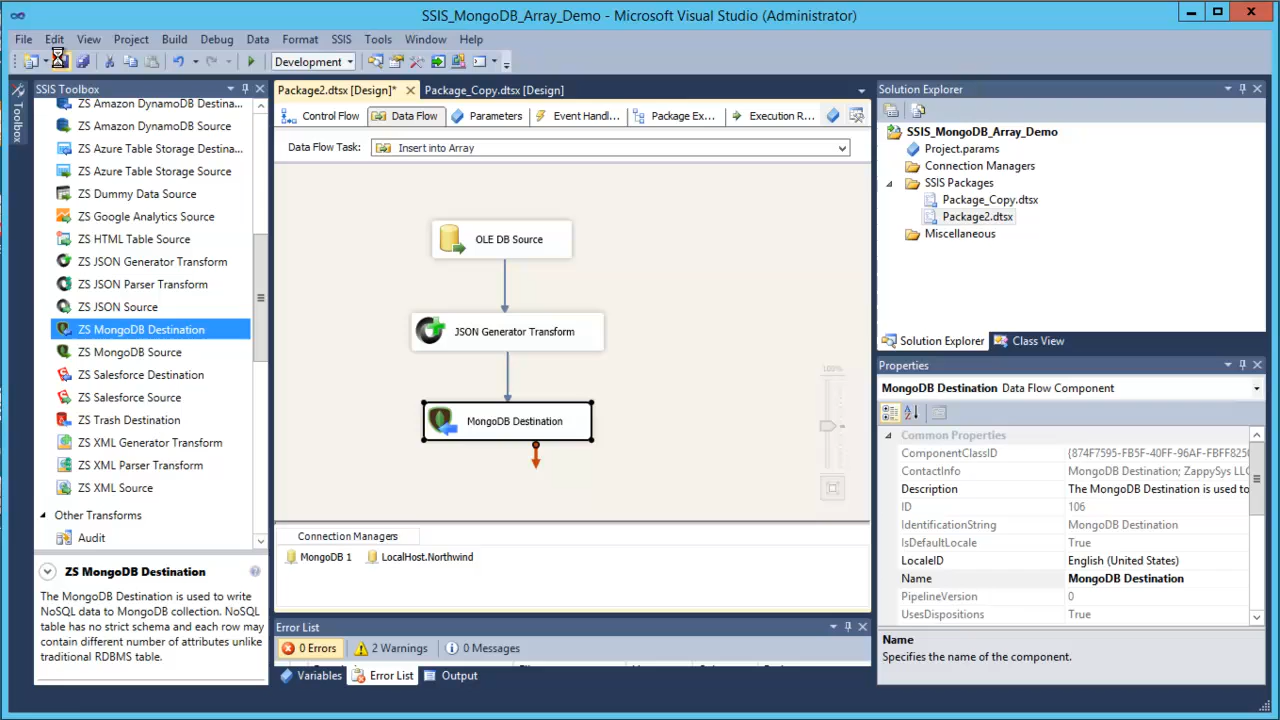 SSIS_MongoDB_Array_Demo - Microsoft Visual Studio (Administrator)
File Edit View Project Build Debug Data Format SSIS Tools Window Help
Development
SSIS Toolbox
Toolbox
ZS Amazon DynamoDB Destina...
ZS Amazon DynamoDB Source
ZS Azure Table Storage Destinat...
ZS Azure Table Storage Source
ZS Dummy Data Source
ZS Google Analytics Source
ZS HTML Table Source
ZS JSON Generator Transform
ZS JSON Parser Transform
ZS JSON Source
ZS MongoDB Destination
ZS MongoDB Source
ZS Salesforce Destination
ZS Salesforce Source
ZS Trash Destination
ZS XML Generator Transform
ZS XML Parser Transform
ZS XML Source
Other Transforms
Audit
ZS MongoDB Destination
The MongoDB Destination is used to write
NoSQL data to MongoDB collection. NoSQL
table has no strict schema and each row may
contain different number of attributes unlike
traditional RDBMS table.
Package2.dtsx [Design]* Package_Copy.dtsx [Design]
Control Flow Data Flow Parameters Event Handl... Package Ex... Execution R...
Data Flow Task: Insert into Array
OLE DB Source
JSON Generator Transform
MongoDB Destination
100%
Connection Managers
MongoDB 1 LocalHost.Northwind
Error List
0 Errors 2 Warnings 0 Messages
Variables Error List Output
Solution Explorer
SSIS_MongoDB_Array_Demo
Project.params
Connection Managers
SSIS Packages
Package_Copy.dtsx
Package2.dtsx
Miscellaneous
Solution Explorer Class View
Properties
MongoDB Destination Data Flow Component
Common Properties
ComponentClassID {874F7595-FB5F-40FF-96AF-FBFF8250
ContactInfo MongoDB Destination; ZappySys LLC
Description The MongoDB Destination is used to
ID 106
IdentificationString MongoDB Destination
IsDefaultLocale True
LocaleID English (United States)
Name MongoDB Destination
PipelineVersion 0
UsesDispositions True
Name
Specifies the name of the component.